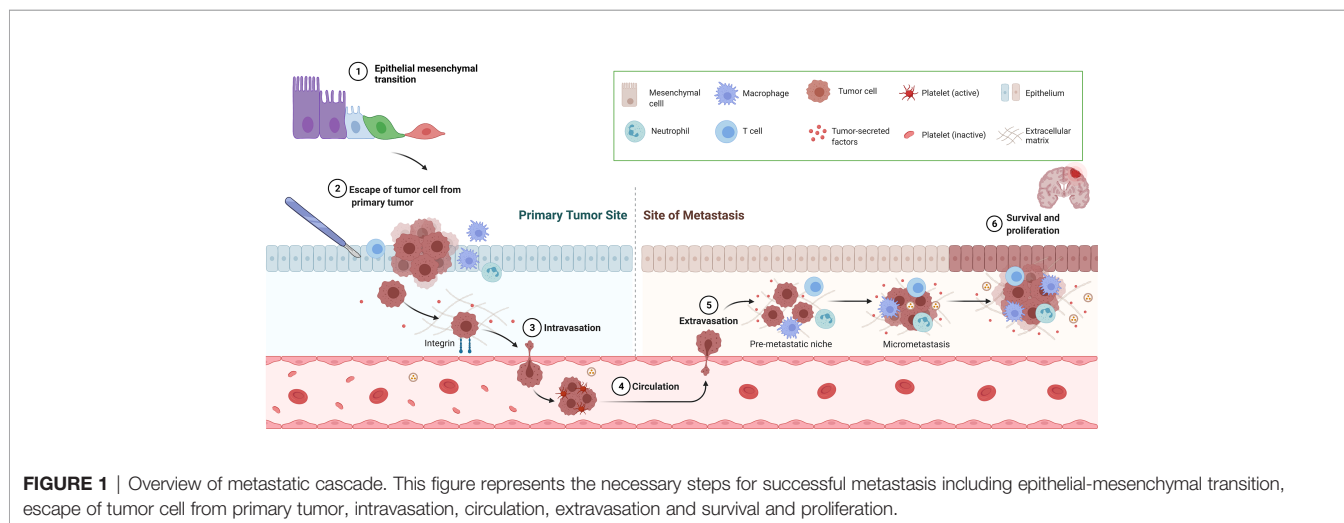 1 Epithelial mesenchymal
transition
Mesenchymal
celll
Macrophage
Tumor cell
Platelet (active)
Epithelium
Neutrophil
T cell
Tumor-secreted
factors
Platelet (inactive)
Extracellular
matrix
2 Escape of tumor cell from
primary tumor
Primary Tumor Site
Site of Metastasis
6 Survival and
proliferation
Integrin
3 Intravasation
4 Circulation
5
Extravasation
Pre-metastatic niche
Micrometastasis
FIGURE 1 | Overview of metastatic cascade. This figure represents the necessary steps for successful metastasis including epithelial-mesenchymal transition,
escape of tumor cell from primary tumor, intravasation, circulation, extravasation and survival and proliferation.